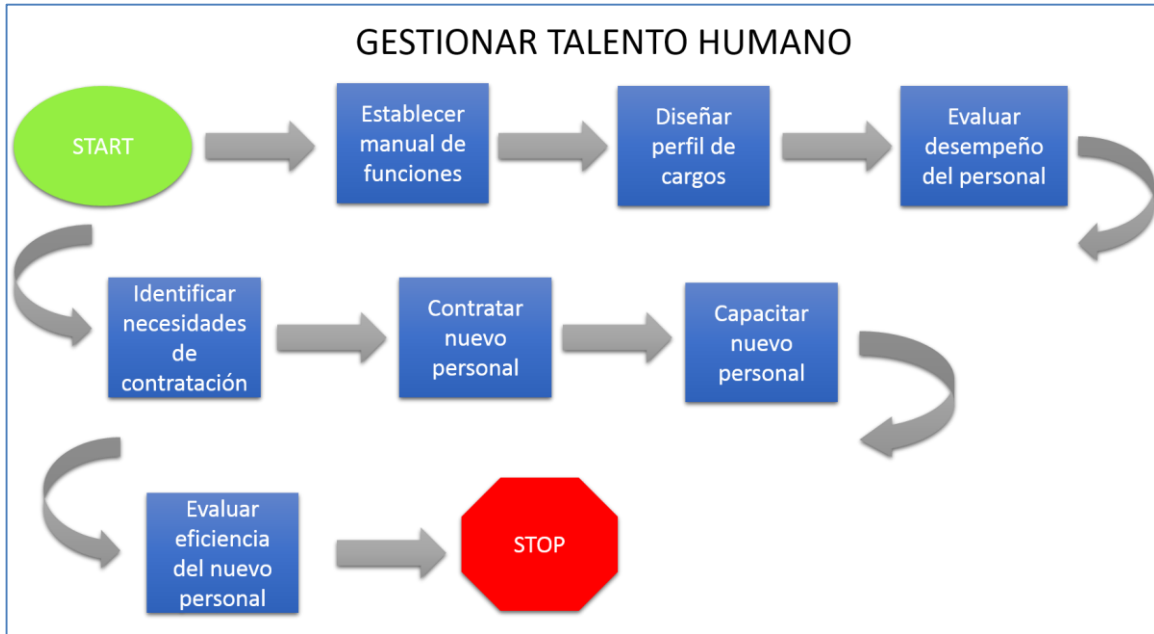 GESTIONAR TALENTO HUMANO
START
Establecer
manual de
funciones
Diseñar
perfil de
cargos
Evaluar
desempeño
del personal
Identificar
necesidades
de
contratación
Contratar
nuevo
personal
Capacitar
nuevo
personal
Evaluar
eficiencia
del nuevo
personal
STOP